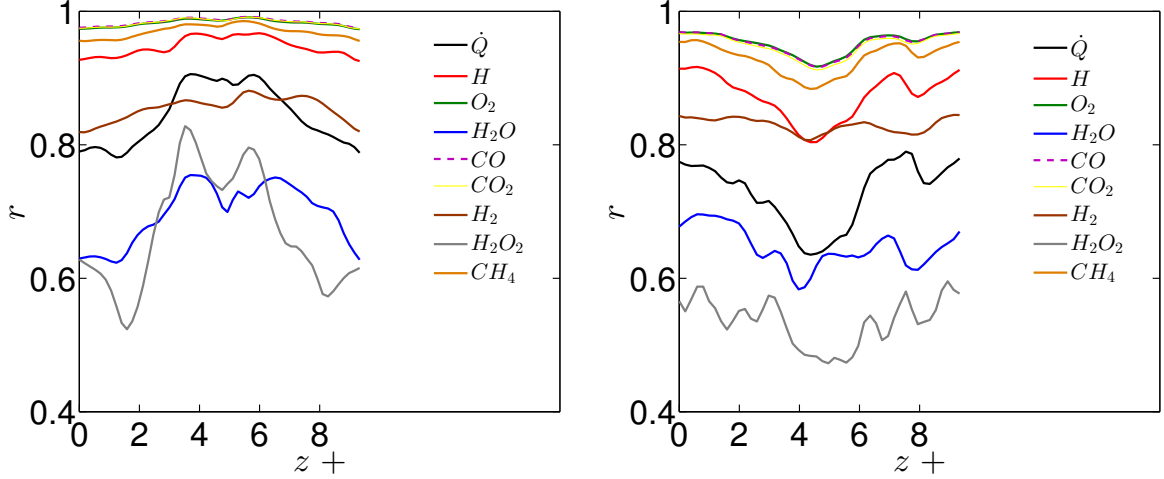 1
0.8
0.6
0.4
r
0 2 4 6 8
z +
Q̇
H
O₂
H₂O
CO
CO₂
H₂
H₂O₂
CH₄
1
0.8
0.6
0.4
r
0 2 4 6 8
z +
Q̇
H
O₂
H₂O
CO
CO₂
H₂
H₂O₂
CH₄